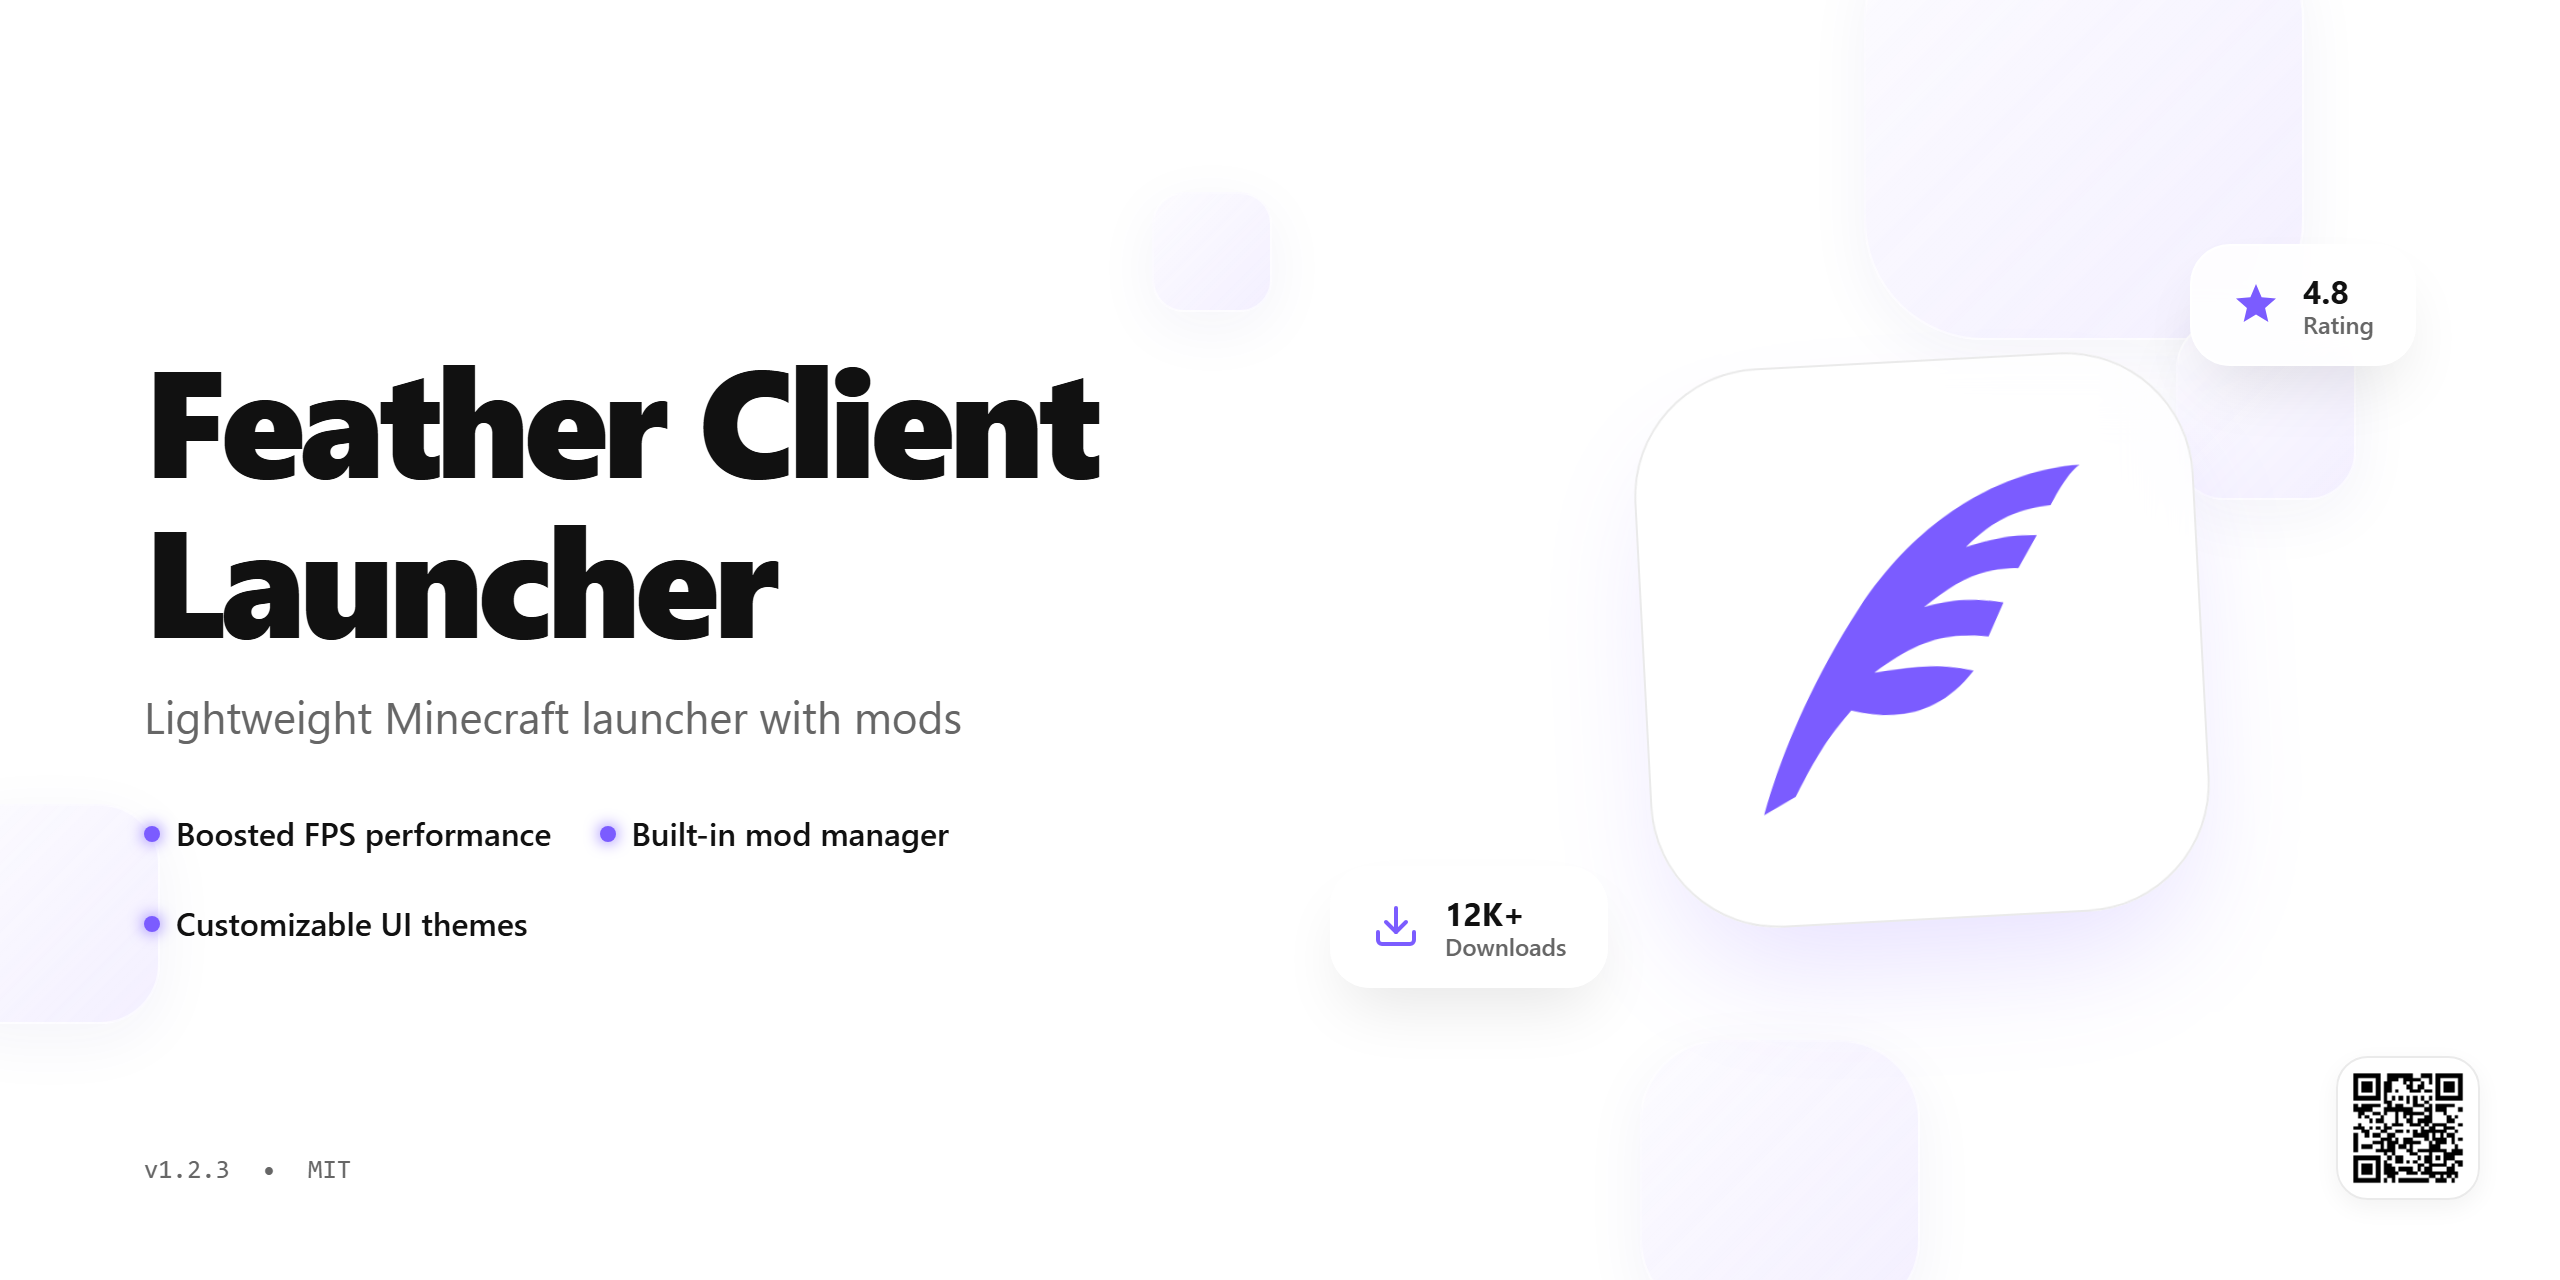 Feather Client
Launcher
Lightweight Minecraft launcher with mods
Boosted FPS performance
Built-in mod manager
Customizable UI themes
v1.2.3 • MIT
4.8
Rating
12K+
Downloads